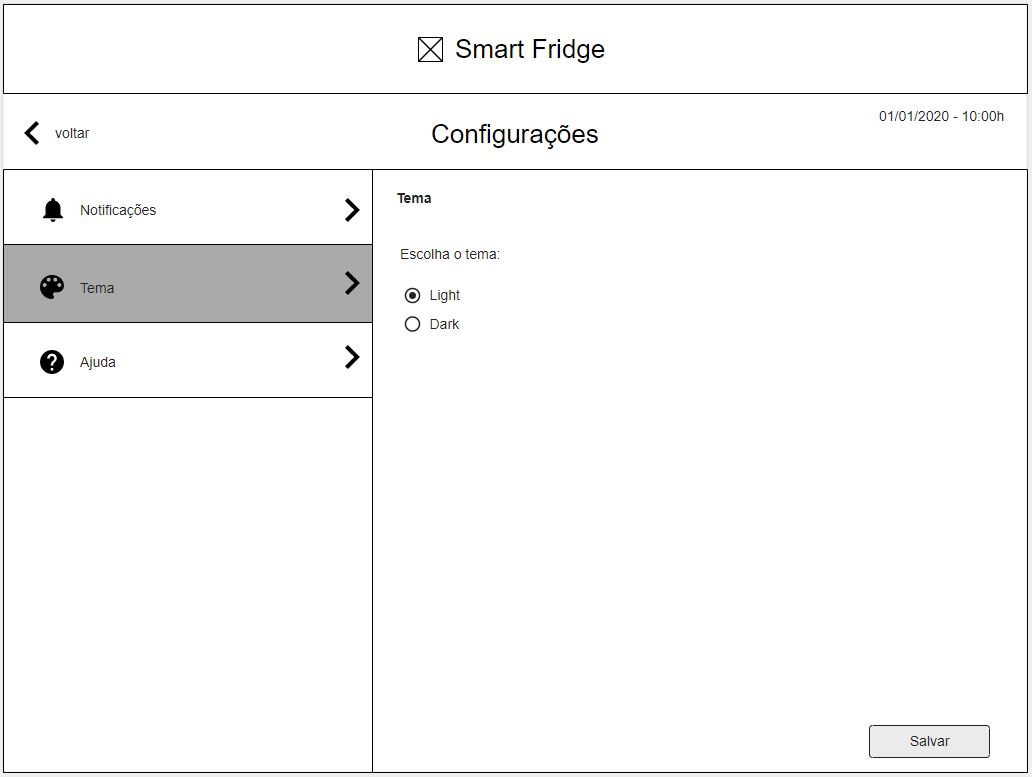 Smart Fridge
voltar
Configurações
01/01/2020 - 10:00h
Notificações
Tema
Ajuda
Tema
Escolha o tema:
Light
Dark
Salvar